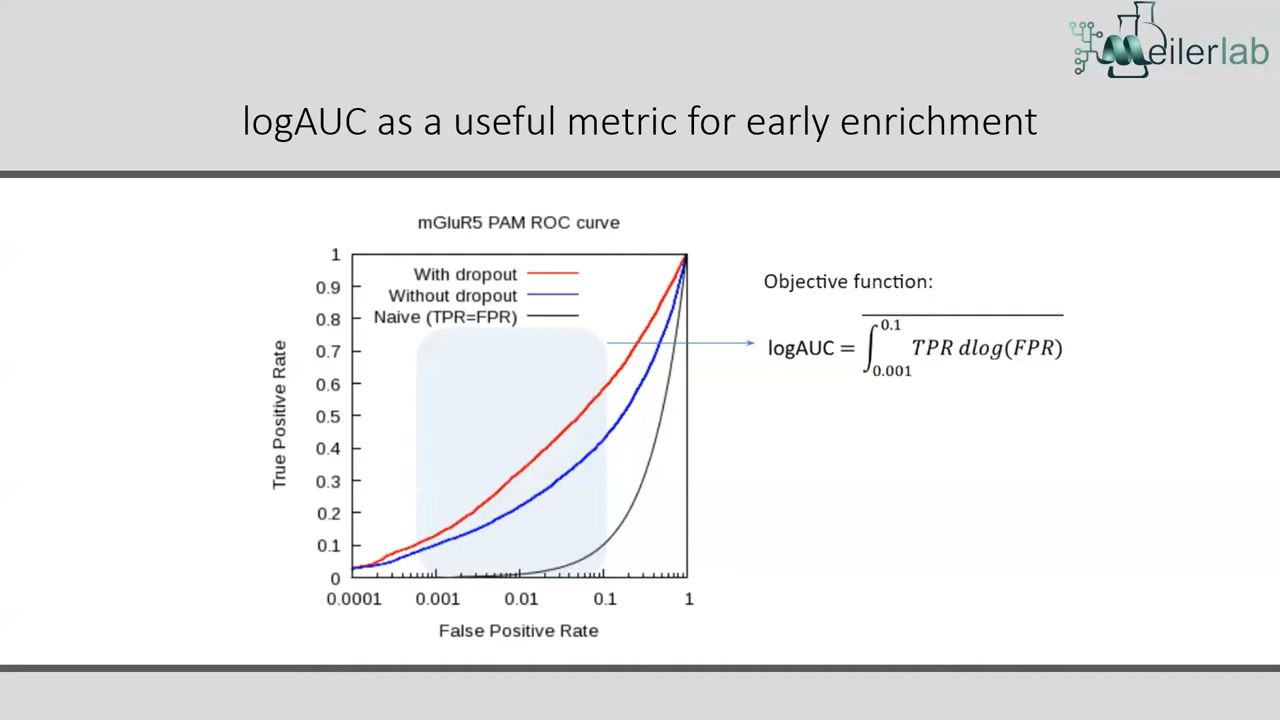 Meilerlab
logAUC as a useful metric for early enrichment
mGluR5 PAM ROC curve
With dropout
Without dropout
Naive (TPR=FPR)
1
0.9
0.8
0.7
0.6
0.5
0.4
0.3
0.2
0.1
0
True Positive Rate
0.0001 0.001 0.01 0.1 1
False Positive Rate
Objective function:
logAUC = ∫_{0.001}^{0.1} TPR dlog(FPR)